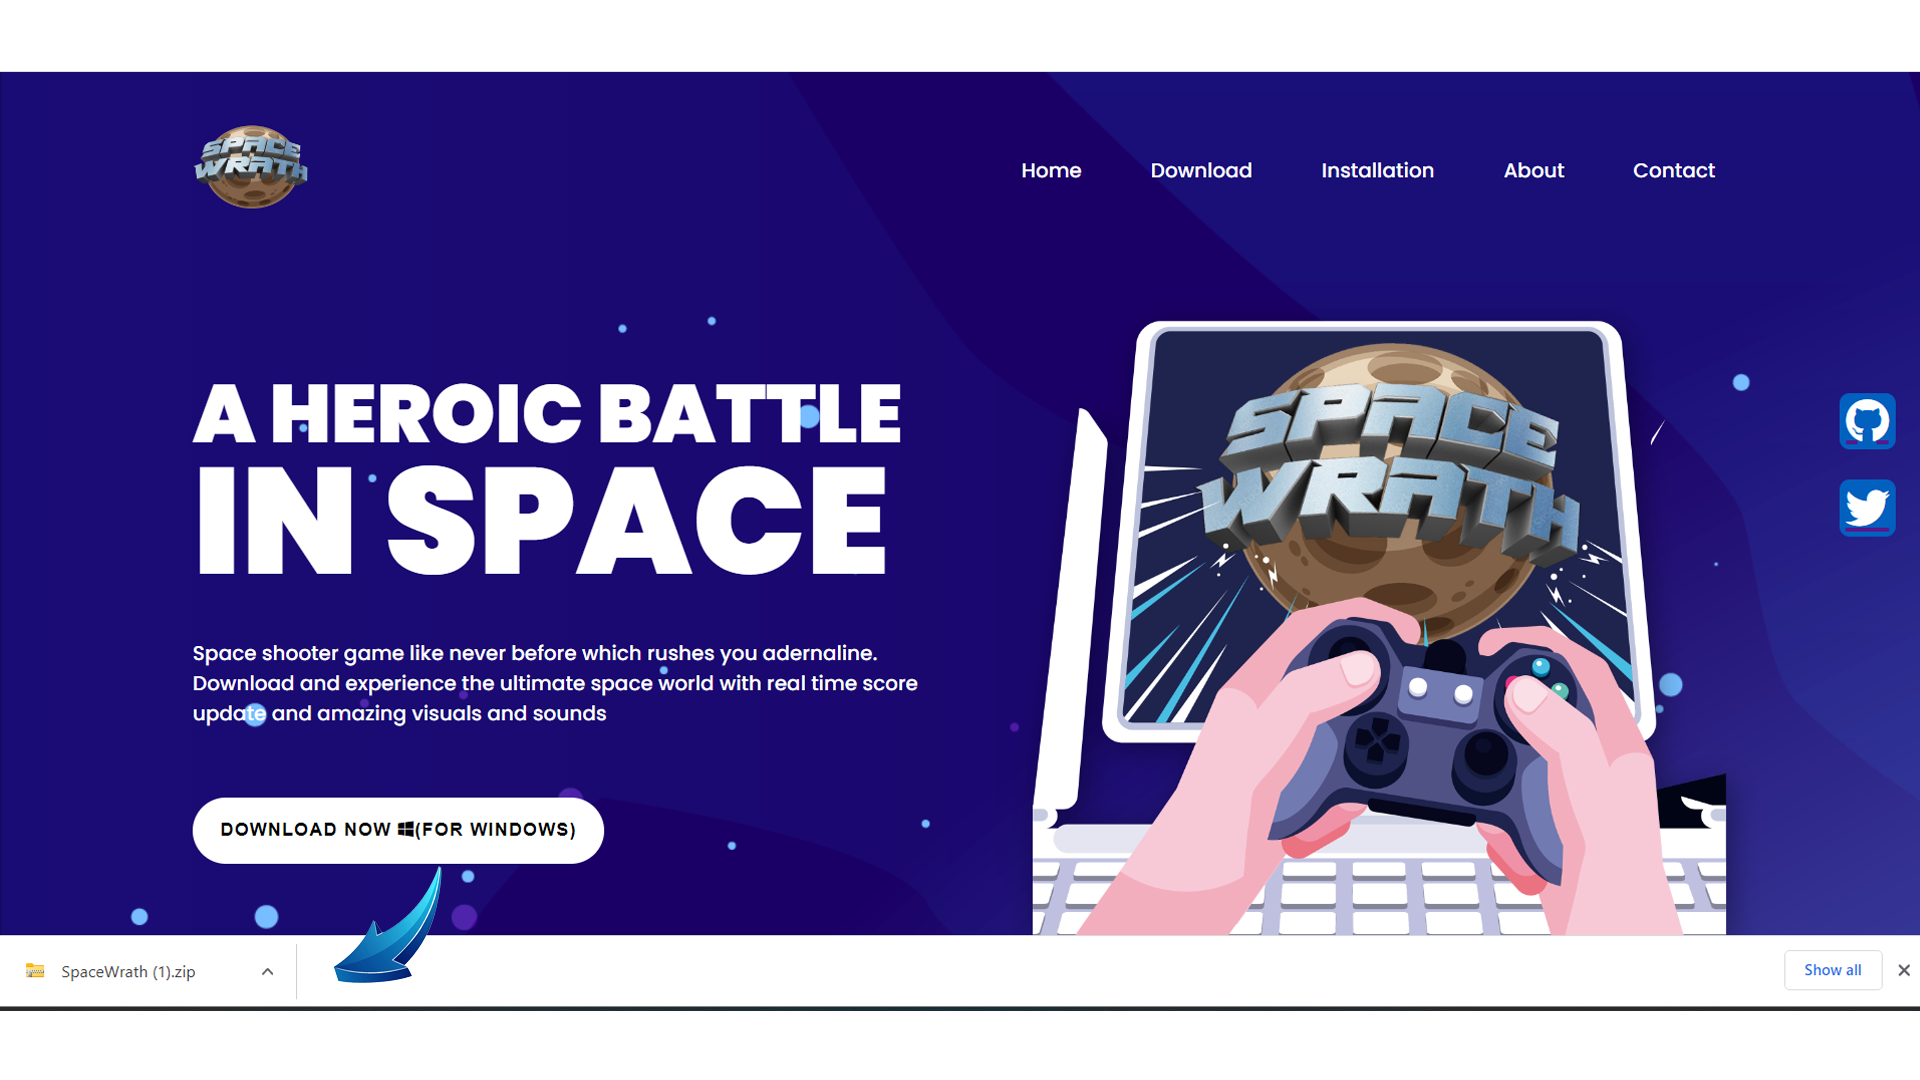 SPACE
WRATH
Home Download Installation About Contact
A HEROIC BATTLE
IN SPACE
SPACE
WRATH
Space shooter game like never before which rushes you adernaline.
Download and experience the ultimate space world with real time score
update and amazing visuals and sounds
DOWNLOAD NOW (FOR WINDOWS)
SpaceWrath (1).zip
Show all